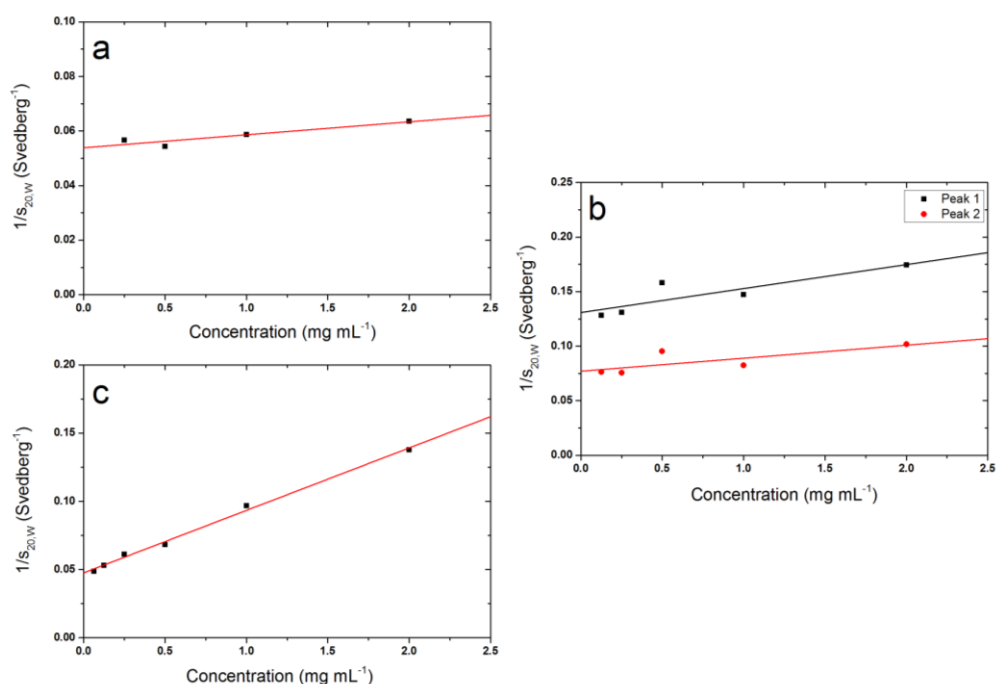 a
0.10
0.08
0.06
0.04
0.02
0.00
1/s20,W (Svedberg-1)
0.0 0.5 1.0 1.5 2.0 2.5
Concentration (mg mL-1)
b
Peak 1
Peak 2
0.25
0.20
0.15
0.10
0.05
0.00
1/s20,W (Svedberg-1)
0.0 0.5 1.0 1.5 2.0 2.5
Concentration (mg mL-1)
c
0.20
0.15
0.10
0.05
0.00
1/s20,W (Svedberg-1)
0.0 0.5 1.0 1.5 2.0 2.5
Concentration (mg mL-1)